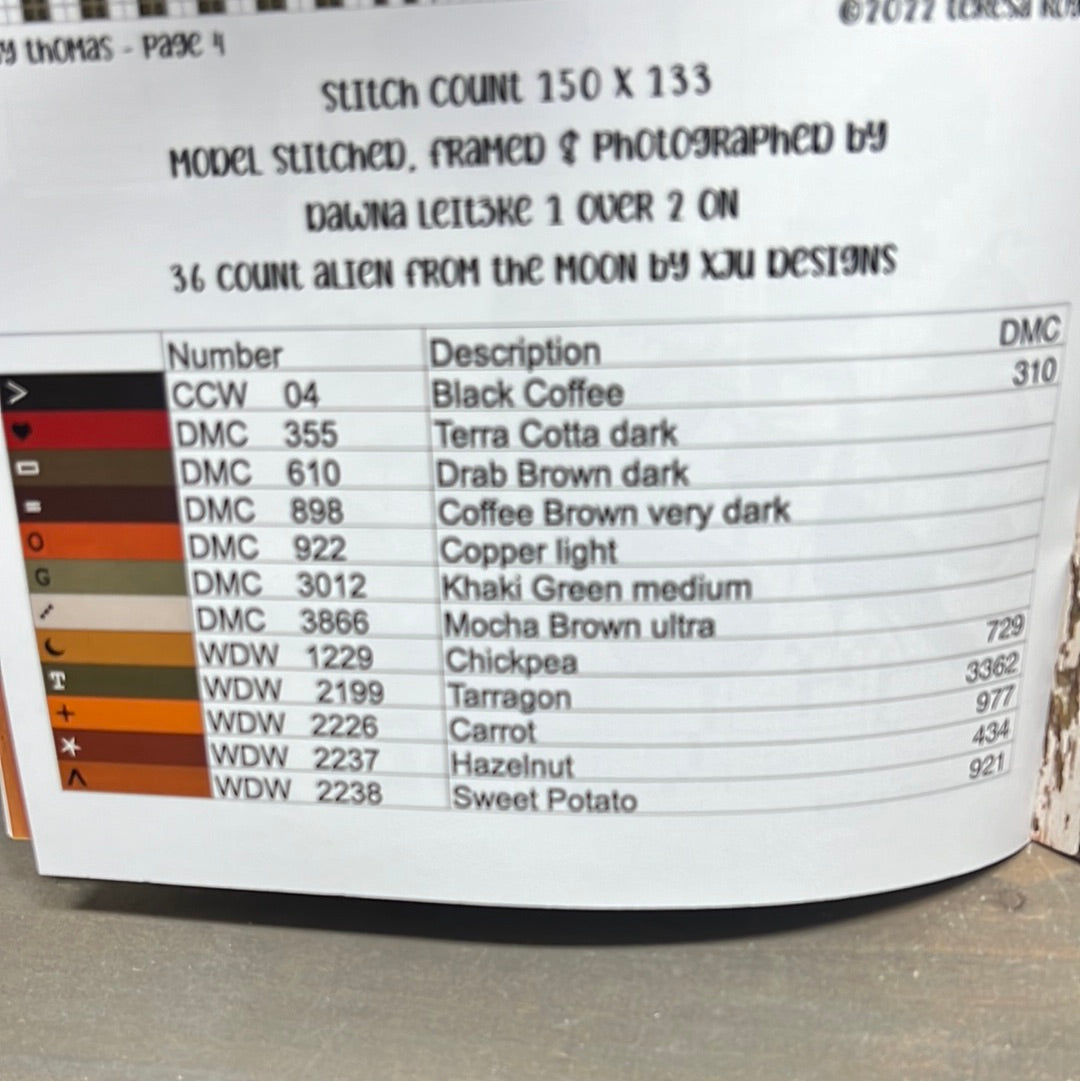 ©2022 Teresa
y Thomas - Page 4
Stitch Count 150 X 133
Model Stitched, Framed & Photographed by
Dawna Leitzke 1 over 2 on
36 Count Alien From the Moon by XJU Designs
Number Description DMC
> CCW 04 Black Coffee 310
♥ DMC 355 Terra Cotta dark
DMC 610 Drab Brown dark
= DMC 898 Coffee Brown very dark
O DMC 922 Copper light
G DMC 3012 Khaki Green medium
DMC 3866 Mocha Brown ultra
WDW 1229 Chickpea 729
T WDW 2199 Tarragon 3362
+ WDW 2226 Carrot 977
* WDW 2237 Hazelnut 434
^ WDW 2238 Sweet Potato 921